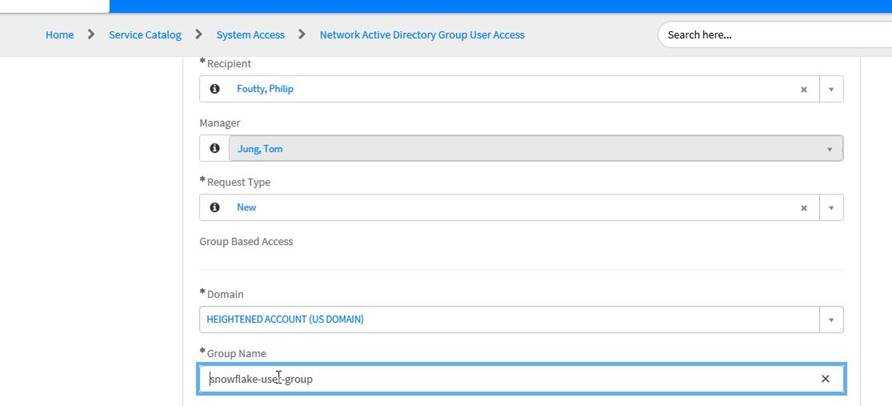 Home > Service Catalog > System Access > Network Active Directory Group User Access
Search here...
* Recipient
Foutty, Philip
Manager
Jung, Tom
* Request Type
New
Group Based Access
* Domain
HEIGHTENED ACCOUNT (US DOMAIN)
* Group Name
snowflake-user-group